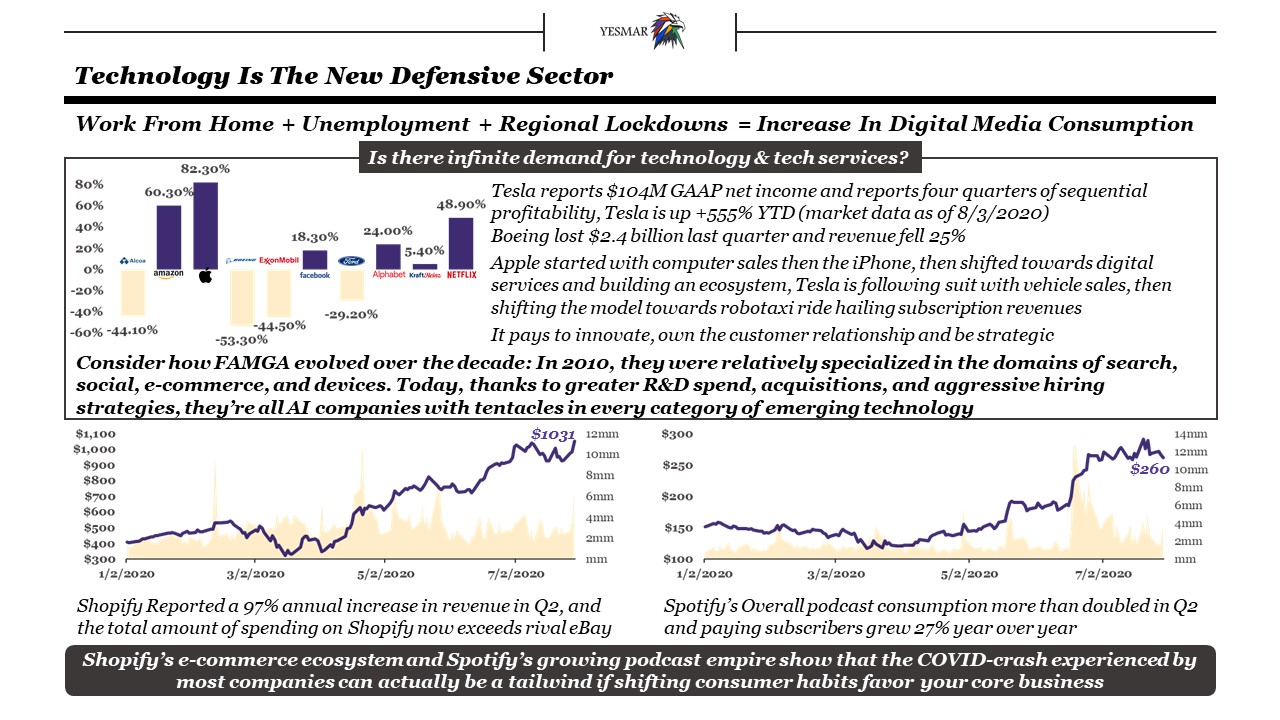 YESMAR
Technology Is The New Defensive Sector
Work From Home + Unemployment + Regional Lockdowns = Increase In Digital Media Consumption
Is there infinite demand for technology & tech services?
82.30%
80%
60.30%
60%
48.90%
40%
24.00%
18.30%
20%
5.40%
Alcoa
BOEING
ExxonMobil
Ford
0%
amazon
facebook
Alphabet
KraftHeinz
NETFLIX
-20%
-40%
-29.20%
-60%
-44.10%
-44.50%
-53.30%
Tesla reports $104M GAAP net income and reports four quarters of sequential
profitability, Tesla is up +555% YTD (market data as of 8/3/2020)
Boeing lost $2.4 billion last quarter and revenue fell 25%
Apple started with computer sales then the iPhone, then shifted towards digital
services and building an ecosystem, Tesla is following suit with vehicle sales, then
shifting the model towards robotaxi ride hailing subscription revenues
It pays to innovate, own the customer relationship and be strategic
Consider how FAMGA evolved over the decade: In 2010, they were relatively specialized in the domains of search,
social, e-commerce, and devices. Today, thanks to greater R&D spend, acquisitions, and aggressive hiring
strategies, they're all AI companies with tentacles in every category of emerging technology
$1,100
$1,000
$900
$800
$700
$600
$500
$400
$300
$1031
12mm
10mm
8mm
6mm
4mm
2mm
mm
1/2/2020
3/2/2020
5/2/2020
7/2/2020
$300
$250
$200
$150
$100
$260
14mm
12mm
10mm
8mm
6mm
4mm
2mm
mm
1/2/2020
3/2/2020
5/2/2020
7/2/2020
Shopify Reported a 97% annual increase in revenue in Q2, and
the total amount of spending on Shopify now exceeds rival eBay
Spotify's Overall podcast consumption more than doubled in Q2
and paying subscribers grew 27% year over year
Shopify's e-commerce ecosystem and Spotify's growing podcast empire show that the COVID-crash experienced by
most companies can actually be a tailwind if shifting consumer habits favor your core business